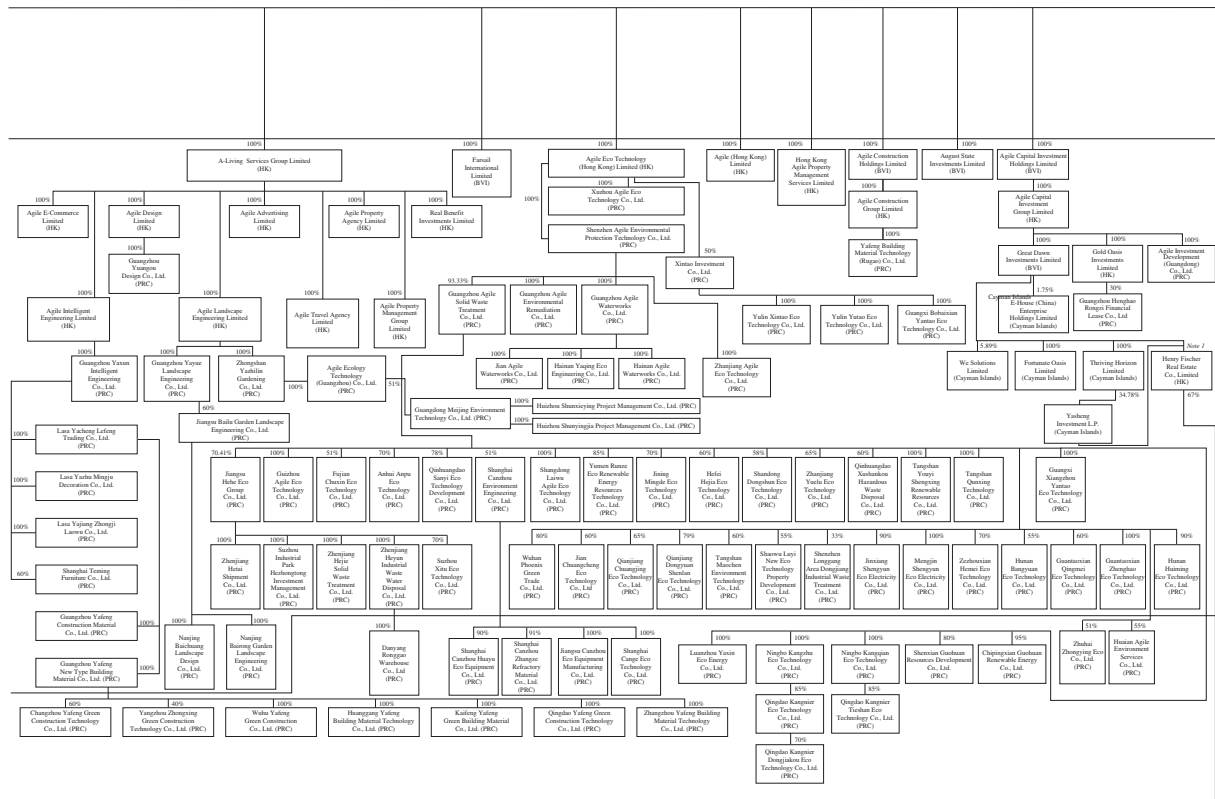 100%
100%
100%
100%
100%
100%
100%
100%
A-Living Services Group Limited
(HK)
Farsail
International
Limited
(BVI)
Agile Eco Technology
(Hong Kong) Limited (HK)
Agile (Hong Kong)
Limited
(HK)
Hong Kong
Agile Property
Management
Services Limited
(HK)
Agile Construction
Holdings Limited
(BVI)
August State
Investments Limited
(BVI)
Agile Capital Investment
Holdings Limited
(BVI)
100%
Xuzhou Agile Eco
Technology Co., Ltd.
(PRC)
100%
Agile Construction
Group Limited
(HK)
100%
Agile Capital
Investment
Group Limited
(HK)
100%
Agile E-Commerce
Limited
(HK)
100%
Agile Design
Limited
(HK)
100%
Agile Advertising
Limited
(HK)
100%
Agile Property
Agency Limited
(HK)
100%
Real Benefit
Investments Limited
(HK)
100%
100%
Shenzhen Agile Environmental
Protection Technology Co., Ltd.
(PRC)
100%
Yafeng Building
Material Technology
(Rugao) Co., Ltd.
(PRC)
100%
Guangzhou
Yuangou
Design Co., Ltd.
(PRC)
50%
Xintao Investment
Co., Ltd.
(PRC)
100%
Great Dawn
Investments Limited
(BVI)
100%
Gold Oasis
Investments
Limited
(HK)
100%
Agile Investment
Development
(Guangdong)
Co., Ltd.
(PRC)
100%
Agile Intelligent
Engineering Limited
(HK)
100%
Agile Landscape
Engineering Limited
(HK)
100%
Agile Travel Agency
Limited
(HK)
100%
Agile Property
Management
Group Limited
(HK)
93.33%
Guangzhou Agile
Solid Waste
Treatment
Co., Ltd.
(PRC)
100%
Guangzhou Agile
Environmental
Remediation Co., Ltd.
(PRC)
100%
Guangzhou Agile
Waterworks
Co., Ltd.
(PRC)
100%
Yulin Xintao Eco
Technology Co., Ltd.
(PRC)
100%
Yulin Yutao Eco
Technology Co., Ltd.
(PRC)
100%
Guangxi Bobaixian
Yantao Eco
Technology Co., Ltd.
(PRC)
Cayman Islands
1.75%
E-House (China)
Enterprise
Holdings Limited
(Cayman Islands)
30%
Guangzhou Henghao
Rongzi Financial
Lease Co., Ltd
(PRC)
100%
Guangzhou Yaxin
Intelligent
Engineering
Co., Ltd.
(PRC)
100%
Guangzhou Yayue
Landscape
Engineering
Co., Ltd.
(PRC)
100%
Zhongshan
Yazhilin
Gardening
Co., Ltd.
(PRC)
100%
Agile Ecology
Technology
(Guangzhou) Co., Ltd.
(PRC)
51%
100%
Jian Agile
Waterworks Co., Ltd.
(PRC)
100%
Hainan Yaqing Eco
Engineering Co., Ltd.
(PRC)
100%
Hainan Agile
Waterworks Co., Ltd.
(PRC)
100%
Zhanjiang Agile
Eco Technology
Co., Ltd.
(PRC)
5.89%
We Solutions
Limited
(Cayman Islands)
100%
Fortunate Oasis
Limited
(Cayman Islands)
100%
Thriving Horizon
Limited
(Cayman Islands)
Note 1
Henry Fischer
Real Estate
Co., Limited
(HK)
34.78%
67%
Guangdong Meijing Environment
Technology Co., Ltd. (PRC)
100%
Huizhou Shunxieying Project Management Co., Ltd. (PRC)
100%
Huizhou Shunyingjia Project Management Co., Ltd. (PRC)
60%
Jiangsu Bailu Garden Landscape
Engineering Co., Ltd.
(PRC)
Yasheng
Investment L.P.
(Cayman Islands)
100%
Lasa Yacheng Lefeng
Trading Co., Ltd.
(PRC)
100%
Lasa Yazhu Mingju
Decoration Co., Ltd.
(PRC)
100%
Lasa Yajiang Zhongji
Laowu Co., Ltd.
(PRC)
60%
Shanghai Teming
Furniture Co., Ltd.
(PRC)
Guangzhou Yafeng
Construction Material
Co., Ltd. (PRC)
100%
Guangzhou Yafeng
New Type Building
Material Co., Ltd. (PRC)
100%
70.41%
Jiangsu
Hehe Eco
Group
Co., Ltd.
(PRC)
100%
Guizhou
Agile Eco
Technology
Co., Ltd.
(PRC)
51%
Fujian
Chuxin Eco
Technology
Co., Ltd.
(PRC)
70%
Anhui Anpu
Eco
Technology
Co., Ltd.
(PRC)
78%
Qinhuangdao
Sanyi Eco
Technology
Development
Co., Ltd.
(PRC)
51%
Shanghai
Canzhou
Environment
Engineering
Co., Ltd.
(PRC)
100%
Shangdong
Laiwu
Agile Eco
Technology
Co., Ltd.
(PRC)
85%
Yumen Runze
Eco Renewable
Energy
Resources
Technology
Co., Ltd.
(PRC)
70%
Jining
Mingde Eco
Technology
Co., Ltd.
(PRC)
60%
Hefei
Hejia Eco
Technology
Co., Ltd.
(PRC)
58%
Shandong
Dongshun Eco
Technology
Co., Ltd.
(PRC)
65%
Zhanjiang
Yuelu Eco
Technology
Co., Ltd.
(PRC)
60%
Qinhuangdao
Xushankou
Hazardous
Waste
Disposal
Co., Ltd.
(PRC)
100%
Tangshan
Youyi
Shengxing
Renewable
Resources
Co., Ltd.
(PRC)
100%
Tangshan
Qunxing
Technology
Co., Ltd.
(PRC)
100%
Guangxi
Xiangzhou
Yantao
Eco Technology
Co., Ltd.
(PRC)
100%
Zhenjiang
Hetai
Shipment
Co., Ltd.
(PRC)
100%
Suzhou
Industrial
Park
Hezhongtong
Investment
Management
Co., Ltd.
(PRC)
100%
Zhenjiang
Hejie
Solid
Waste
Treatment
Co., Ltd.
(PRC)
100%
Zhenjiang
Heyun
Industrial
Waste
Water
Disposal
Co., Ltd.
(PRC)
70%
Suzhou
Xitu Eco
Technology
Co., Ltd.
(PRC)
80%
Wuhan
Phoenix
Green
Trade
Co., Ltd.
(PRC)
60%
Jian
Chuangcheng
Eco
Technology
Co., Ltd.
(PRC)
65%
Qianjiang
Chuangjing
Eco Technology
Co., Ltd.
(PRC)
79%
Qianjiang
Dongyuan
Shenlan Eco
Technology
Co., Ltd.
(PRC)
60%
Tangshan
Maochen
Environment
Technology
Co., Ltd.
(PRC)
55%
Shaowu Luyi
New Eco
Technology
Property
Development
Co., Ltd.
(PRC)
33%
Shenzhen
Longgang
Area Dongjiang
Industrial Waste
Treatment
Co., Ltd.
(PRC)
90%
Jinxiang
Shengyun
Eco Electricity
Co., Ltd.
(PRC)
100%
Mengjin
Shengyun
Eco Electricity
Co., Ltd.
(PRC)
70%
Zezhouxian
Hemei Eco
Technology
Co., Ltd.
(PRC)
55%
Hunan
Bangyuan
Eco Technology
Co., Ltd.
(PRC)
60%
Guantaoxian
Qingmei
Eco Technology
Co., Ltd.
(PRC)
100%
Guantaoxian
Zhenghao
Eco Technology
Co., Ltd.
(PRC)
90%
Hunan
Huiming
Eco Technology
Co., Ltd.
(PRC)
100%
Nanjing
Baichuang
Landscape
Design
Co., Ltd.
(PRC)
100%
Nanjing
Bairong Garden
Landscape
Engineering
Co., Ltd.
(PRC)
100%
Danyang
Ronggao
Warehouse
Co., Ltd
(PRC)
90%
Shanghai
Canzhou Huayu
Eco Equipment
Co., Ltd.
(PRC)
91%
Shanghai
Canzhou
Zhangze
Refractory
Material
Co., Ltd.
(PRC)
100%
Jiangsu Canzhou
Eco Equipment
Manufacturing
Co., Ltd.
(PRC)
100%
Shanghai
Cange Eco
Technology
Co., Ltd.
(PRC)
100%
Luanzhou Yaxin
Eco Energy
Co., Ltd.
(PRC)
100%
Ningbo Kangzhu
Eco Technology
Co., Ltd.
(PRC)
100%
Ningbo Kangqian
Eco Technology
Co., Ltd.
(PRC)
80%
Shenxian Guohuan
Resources Development
Co., Ltd.
(PRC)
95%
Chipingxian Guohuan
Renewable Energy
Co., Ltd.
(PRC)
51%
Zhuhai
Zhongying Eco
Co., Ltd.
(PRC)
55%
Huaian Agile
Environment
Services
Co., Ltd.
(PRC)
60%
Changzhou Yafeng Green
Construction Technology
Co., Ltd. (PRC)
40%
Yangzhou Zhongxing
Green Construction
Technology Co., Ltd. (PRC)
100%
Wuhu Yafeng
Green Construction
Co., Ltd. (PRC)
100%
Huanggang Yafeng
Building Material Technology
Co., Ltd. (PRC)
100%
Kaifeng Yafeng
Green Building Material
Co., Ltd. (PRC)
100%
Qingdao Yafeng Green
Construction Technology
Co., Ltd. (PRC)
100%
Zhangzhou Yafeng Building
Material Technology
Co., Ltd. (PRC)
85%
Qingdao Kangnier
Eco Technology
Co., Ltd.
(PRC)
85%
Qingdao Kangnier
Tieshan Eco
Technology Co., Ltd.
(PRC)
70%
Qingdao Kangnier
Dongjiakou Eco
Technology Co., Ltd.
(PRC)